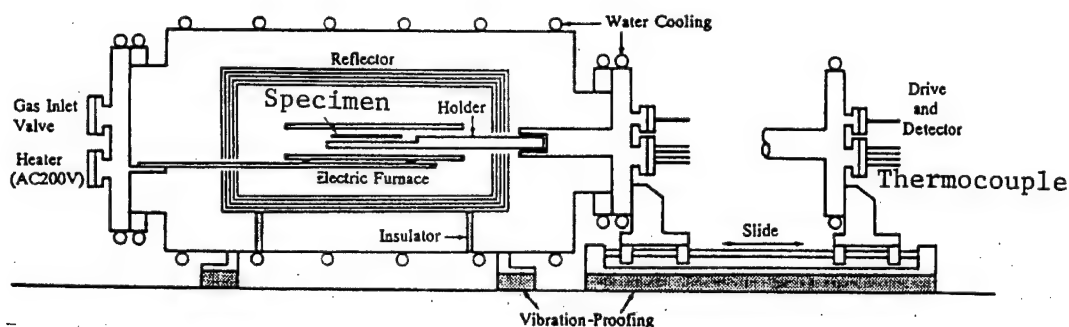 Water Cooling
Reflector
Specimen
Holder
Gas Inlet
Valve
Heater
(AC200V)
Electric Furnace
Drive
and
Detector
Thermocouple
Insulator
Slide
Vibration-Proofing